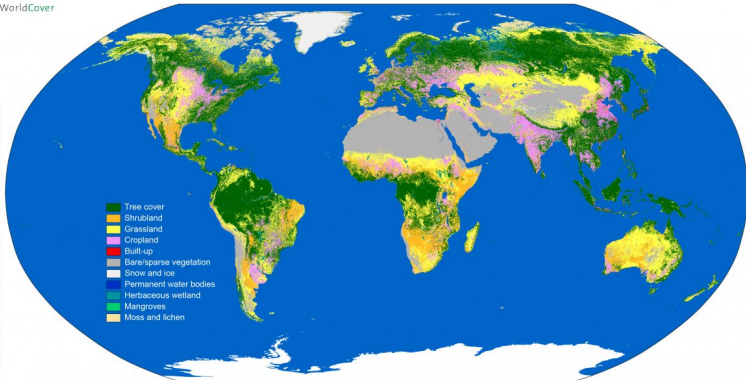 WorldCover
Tree cover
Shrubland
Grassland
Cropland
Built-up
Bare/sparse vegetation
Snow and ice
Permanent water bodies
Herbaceous wetland
Mangroves
Moss and lichen